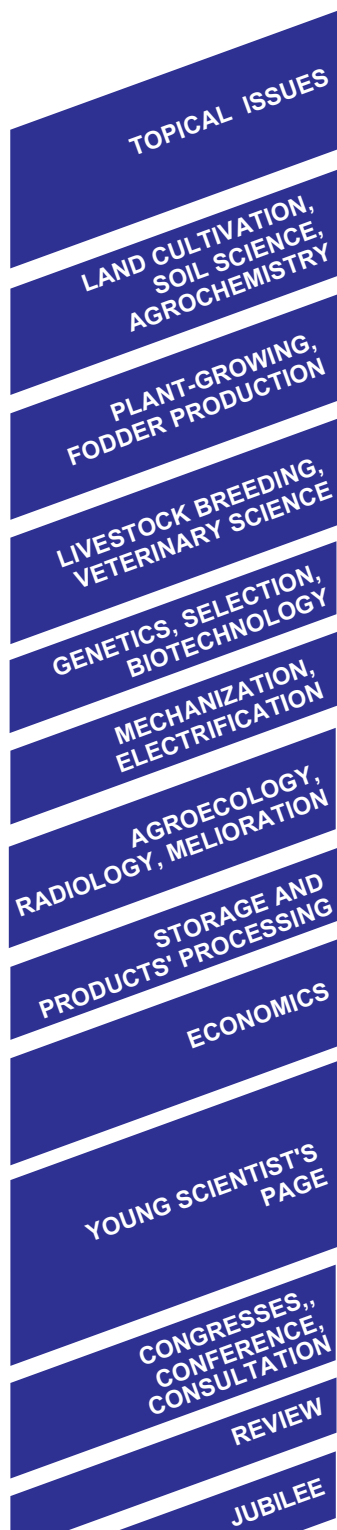 TOPICAL ISSUES
LAND CULTIVATION,
SOIL SCIENCE,
AGROCHEMISTRY
PLANT-GROWING,
FODDER PRODUCTION
LIVESTOCK BREEDING,
VETERINARY SCIENCE
GENETICS, SELECTION,
BIOTECHNOLOGY
MECHANIZATION,
ELECTRIFICATION
AGROECOLOGY,
RADIOLOGY, MELIORATION
STORAGE AND
PRODUCTS' PROCESSING
ECONOMICS
YOUNG SCIENTIST'S
PAGE
CONGRESSES,,
CONFERENCE,
CONSULTATION
REVIEW
JUBILEE